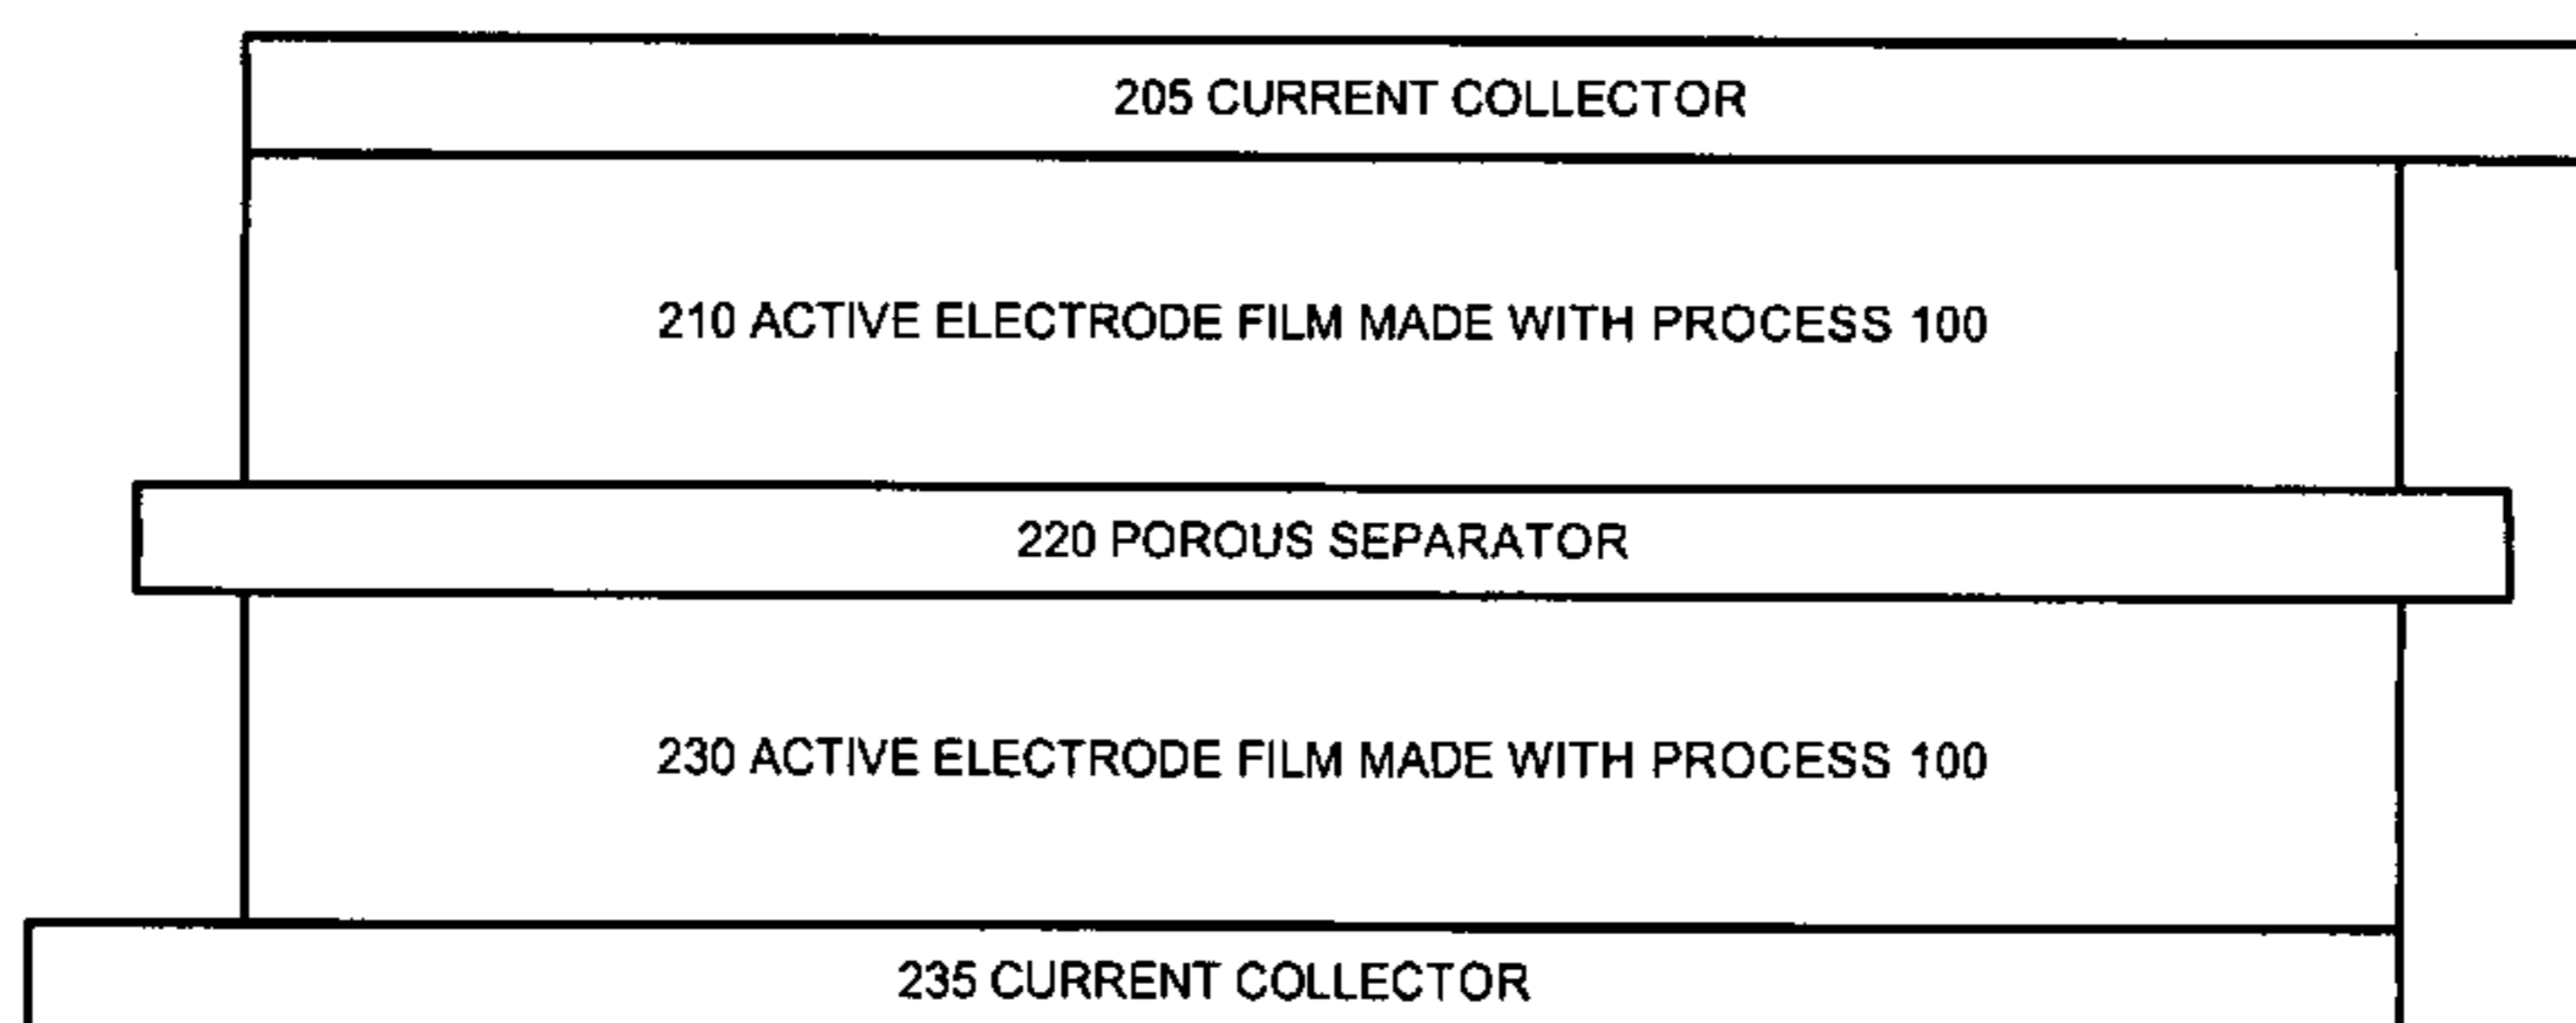 205 CURRENT COLLECTOR
210 ACTIVE ELECTRODE FILM MADE WITH PROCESS 100
220 POROUS SEPARATOR
230 ACTIVE ELECTRODE FILM MADE WITH PROCESS 100
235 CURRENT COLLECTOR